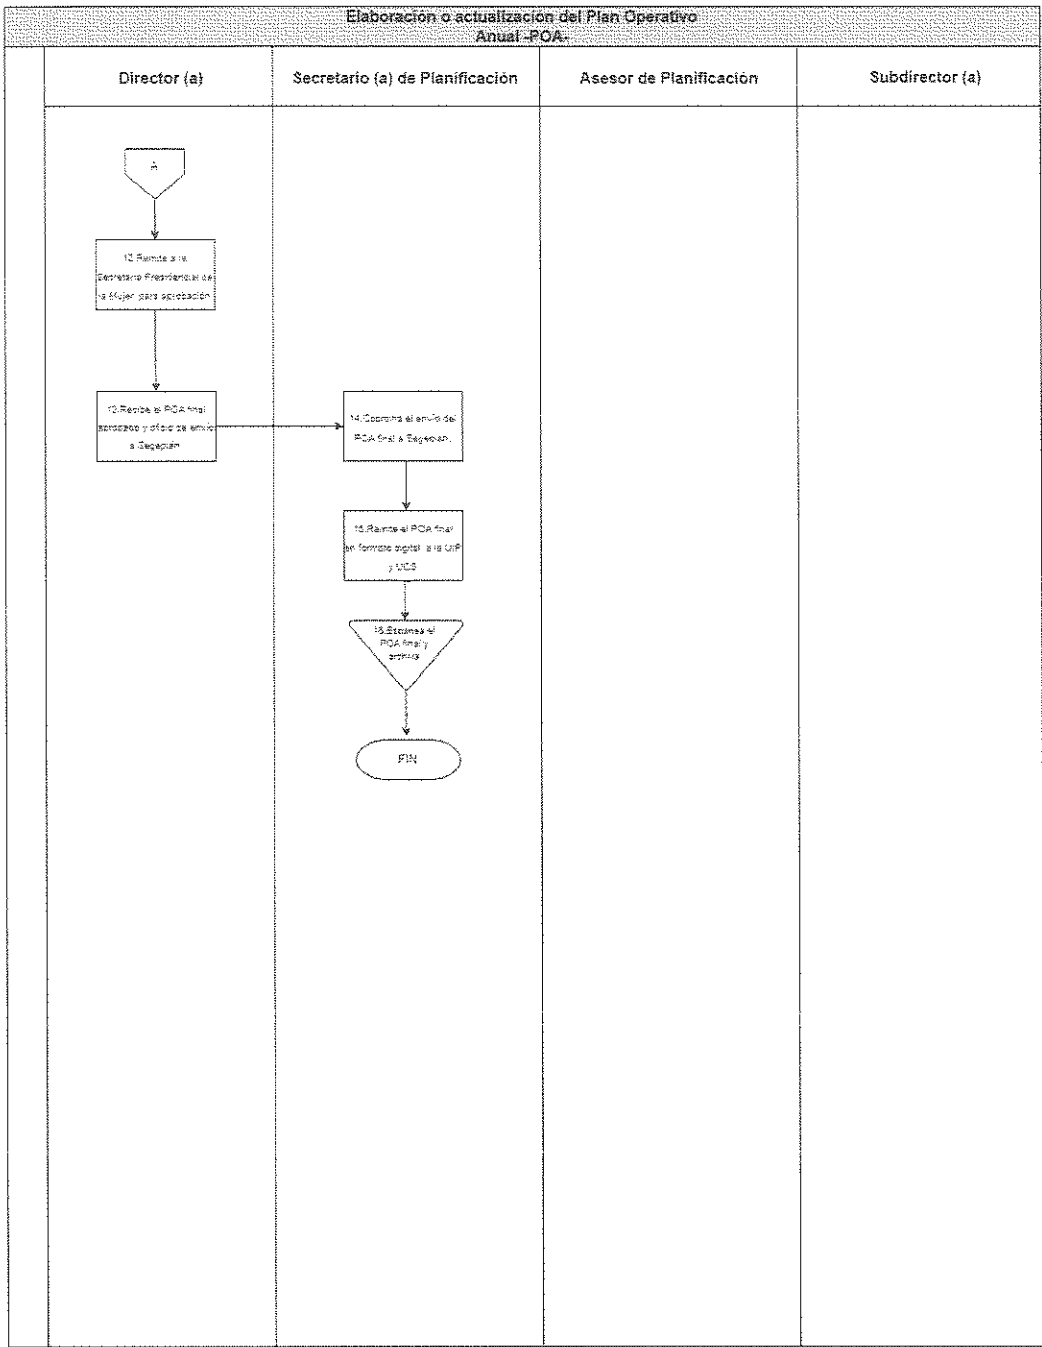 Elaboración o actualización del Plan Operativo
Anual -POA-
Director (a)
Secretario (a) de Planificación
Asesor de Planificación
Subdirector (a)
A
12.Remite a la
Secretaria Presidencial de
la Mujer para aprobación
13.Recibe el POA final
aprobado y oficio de envío
a Segeplán
14.Coordina el envío del
POA final a Segeplán.
15.Remite el POA final
en formato digital a la UIP
y UCS
16.Escanea el
POA final y
archiva
FIN